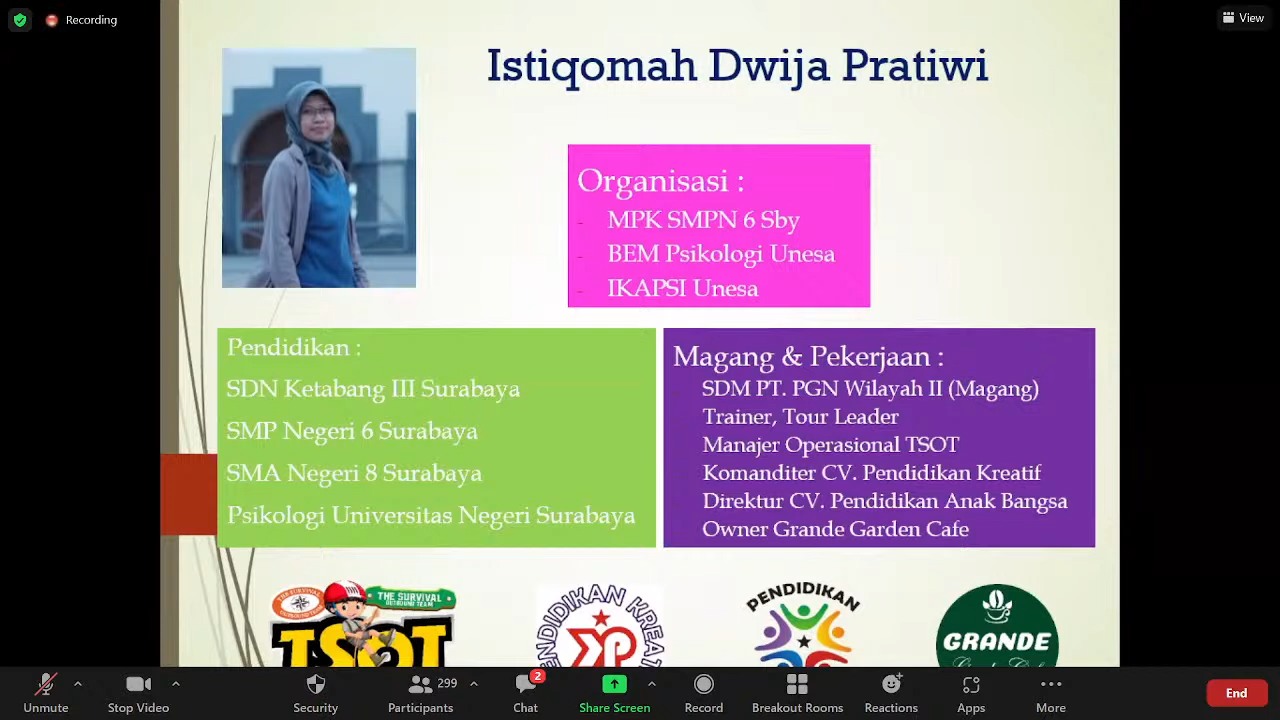 Recording
View
Istiqomah Dwija Pratiwi
Organisasi :
- MPK SMPN 6 Sby
- BEM Psikologi Unesa
- IKAPSI Unesa
Pendidikan :
SDN Ketabang III Surabaya
SMP Negeri 6 Surabaya
SMA Negeri 8 Surabaya
Psikologi Universitas Negeri Surabaya
Magang & Pekerjaan :
SDM PT. PGN Wilayah II (Magang)
Trainer, Tour Leader
Manajer Operasional TSOT
Komanditer CV. Pendidikan Kreatif
Direktur CV. Pendidikan Anak Bangsa
Owner Grande Garden Cafe
THE SURVIVAL
TSOT
PENDIDIKAN
GRANDE
Unmute
Stop Video
Security
299
Participants
2
Chat
Share Screen
Record
Breakout Rooms
Reactions
Apps
More
End